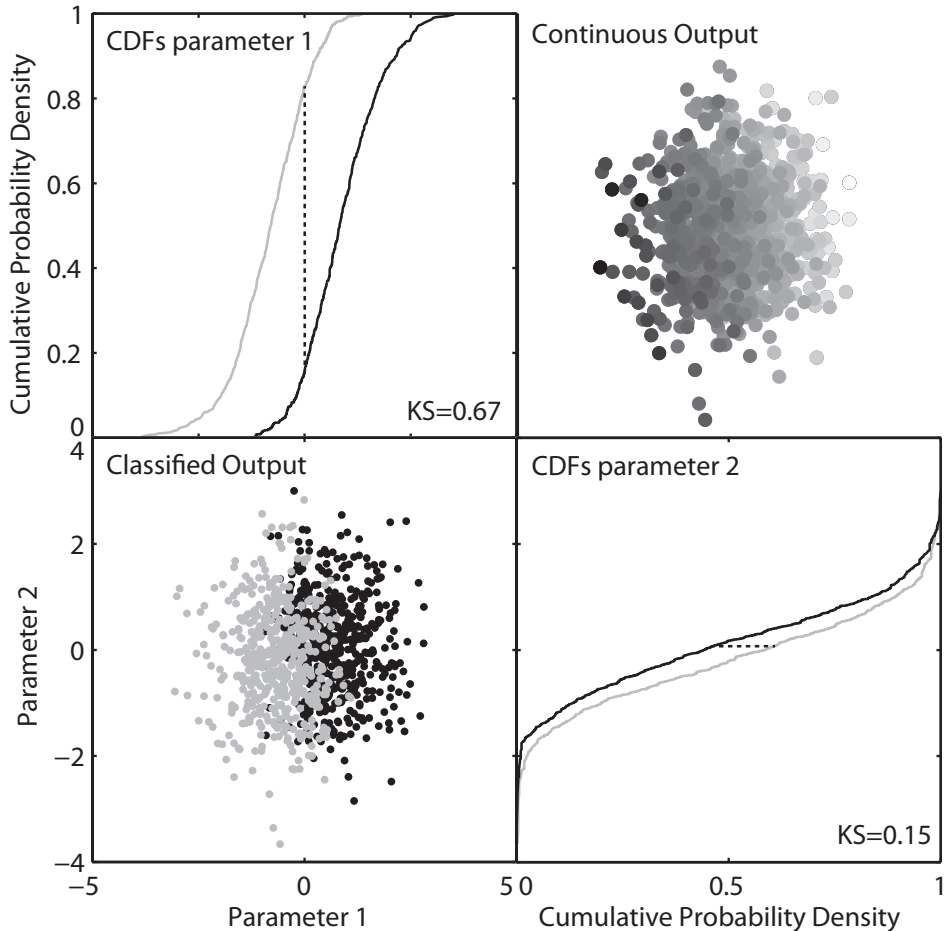 CDFs parameter 1
Continuous Output
Cumulative Probability Density
1
0.8
0.6
0.4
0.2
0
KS=0.67
Classified Output
CDFs parameter 2
Parameter 2
4
2
0
−2
−4
KS=0.15
−5
0
5
0
0.5
1
Parameter 1
Cumulative Probability Density